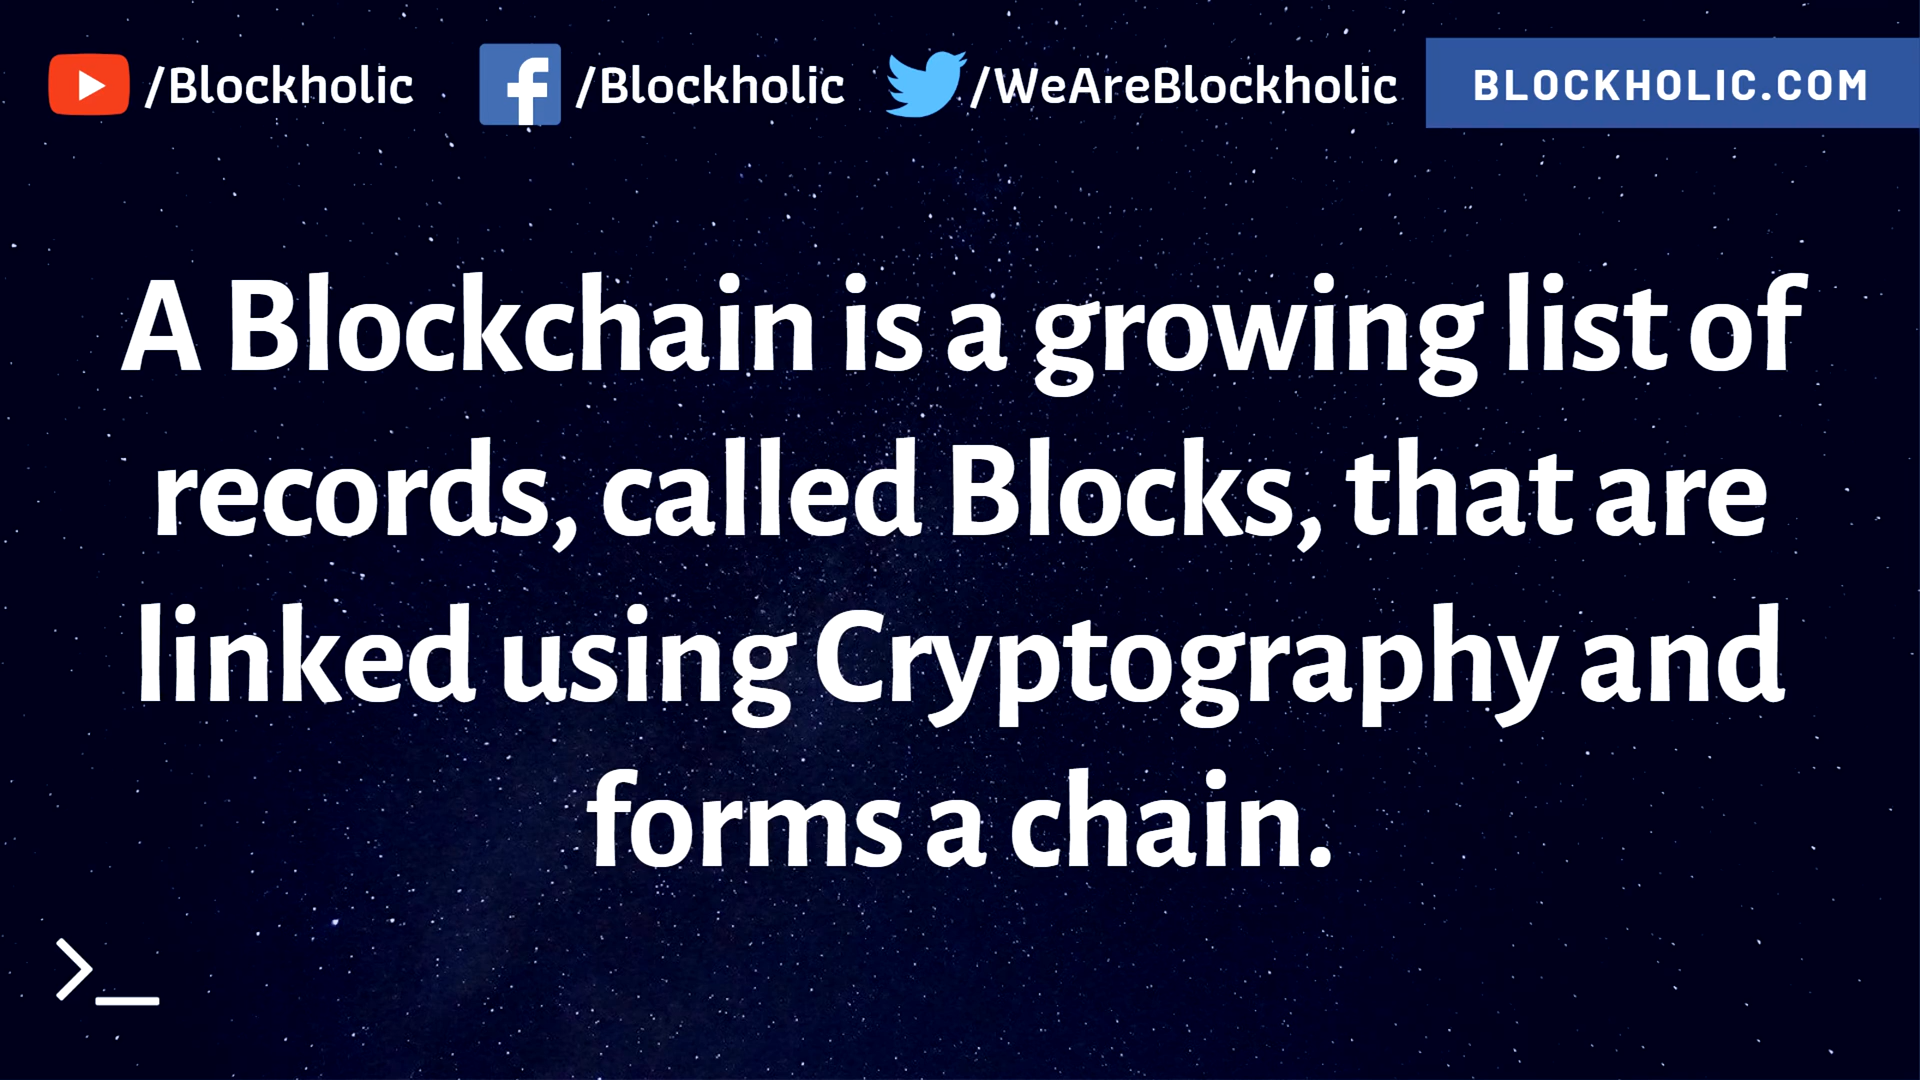 /Blockholic /Blockholic /WeAreBlockholic BLOCKHOLIC.COM
A Blockchain is a growing list of
records, called Blocks, that are
linked using Cryptography and
forms a chain.
>_